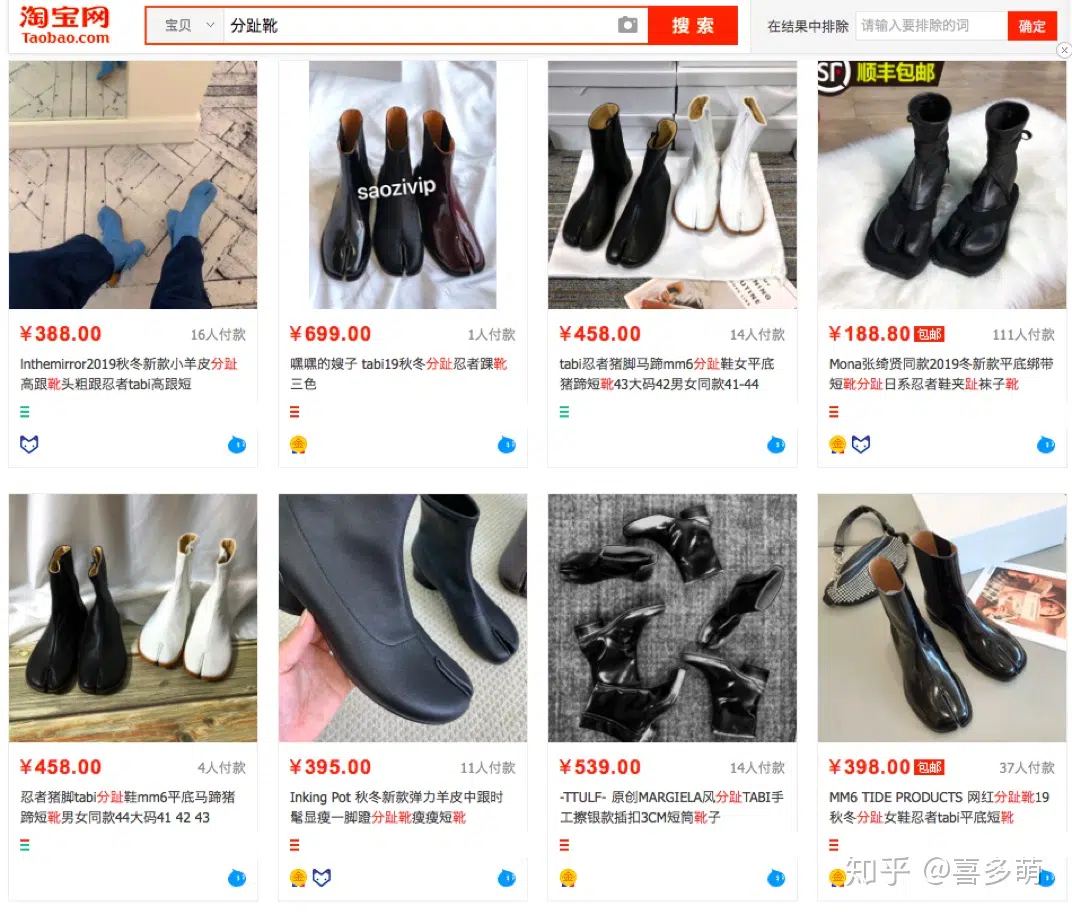 淘宝网
Taobao.com
宝贝
分趾靴
搜 索
在结果中排除
请输入要排除的词
确定
saozivip
SF 顺丰包邮
￥388.00 16人付款
Inthemirror2019秋冬新款小羊皮分趾
高跟靴头粗跟忍者tabi高跟短
￥699.00 1人付款
嘿嘿的嫂子 tabi19秋冬分趾忍者踝靴
三色
￥458.00 14人付款
tabi忍者猪脚马蹄mm6分趾鞋女平底
猪蹄短靴43大码42男女同款41-44
￥188.80 包邮 111人付款
Mona张绮贤同款2019冬新款平底绑带
短靴分趾日系忍者鞋夹趾袜子靴
￥458.00 4人付款
忍者猪脚tabi分趾鞋mm6平底马蹄猪
蹄短靴男女同款44大码41 42 43
￥395.00 11人付款
Inking Pot 秋冬新款弹力羊皮中跟时
髦显瘦一脚蹬分趾靴瘦瘦短靴
￥539.00 14人付款
-TTULF- 原创MARGIELA风分趾TABI手
工擦银款插扣3CM短筒靴子
￥398.00 包邮 37人付款
MM6 TIDE PRODUCTS 网红分趾靴19
秋冬分趾女鞋忍者tabi平底短靴
知乎 @喜多萌